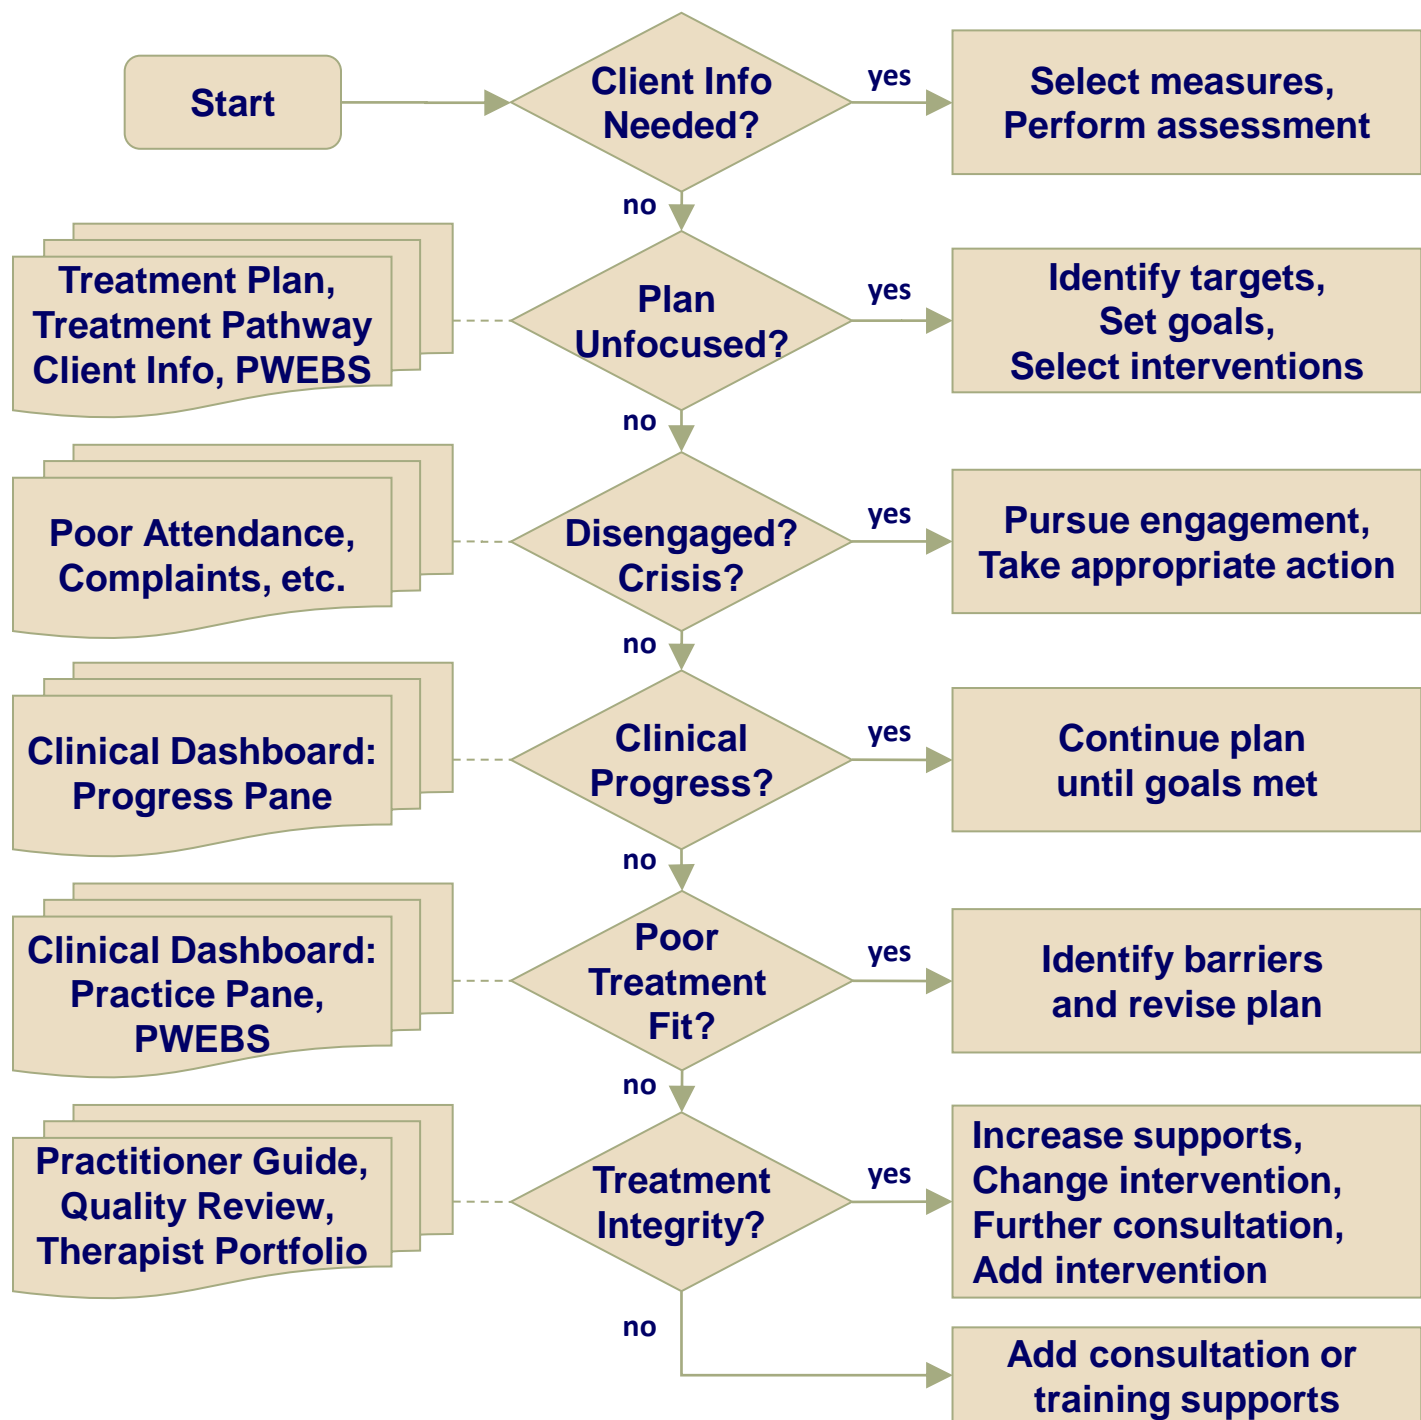 Start
Client Info
Needed?
yes
Select measures,
Perform assessment
no
Treatment Plan,
Treatment Pathway
Client Info, PWEBS
Plan
Unfocused?
yes
Identify targets,
Set goals,
Select interventions
no
Poor Attendance,
Complaints, etc.
Disengaged?
Crisis?
yes
Pursue engagement,
Take appropriate action
no
Clinical Dashboard:
Progress Pane
Clinical
Progress?
yes
Continue plan
until goals met
no
Clinical Dashboard:
Practice Pane,
PWEBS
Poor
Treatment
Fit?
yes
Identify barriers
and revise plan
no
Practitioner Guide,
Quality Review,
Therapist Portfolio
Treatment
Integrity?
yes
Increase supports,
Change intervention,
Further consultation,
Add intervention
no
Add consultation or
training supports